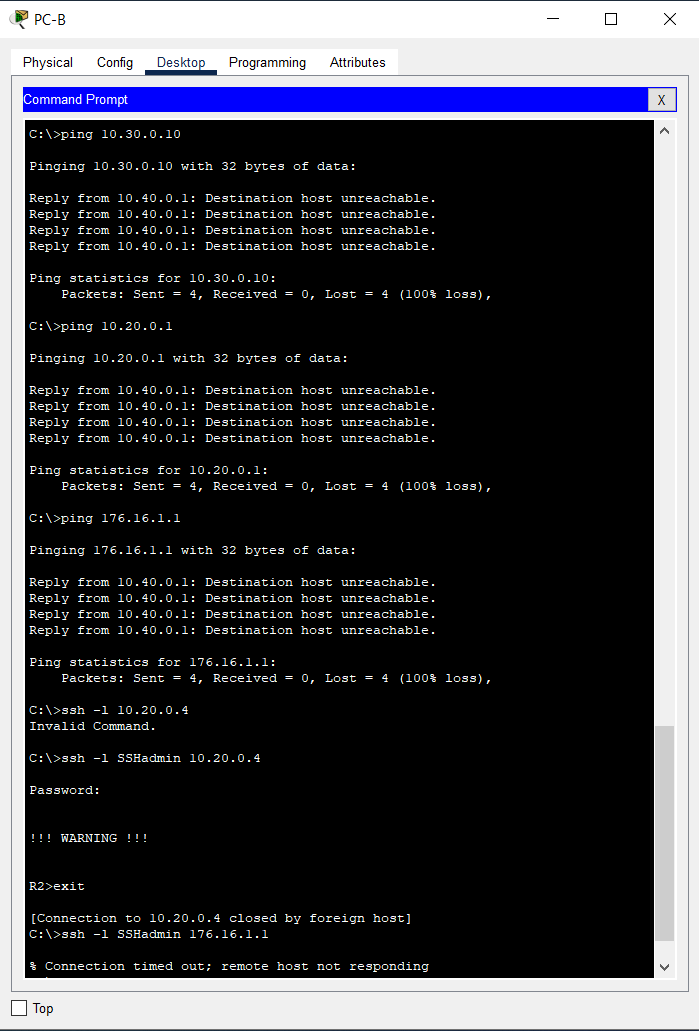 PC-B
Physical Config Desktop Programming Attributes
Command Prompt X
C:\>ping 10.30.0.10
Pinging 10.30.0.10 with 32 bytes of data:
Reply from 10.40.0.1: Destination host unreachable.
Reply from 10.40.0.1: Destination host unreachable.
Reply from 10.40.0.1: Destination host unreachable.
Reply from 10.40.0.1: Destination host unreachable.
Ping statistics for 10.30.0.10:
Packets: Sent = 4, Received = 0, Lost = 4 (100% loss),
C:\>ping 10.20.0.1
Pinging 10.20.0.1 with 32 bytes of data:
Reply from 10.40.0.1: Destination host unreachable.
Reply from 10.40.0.1: Destination host unreachable.
Reply from 10.40.0.1: Destination host unreachable.
Reply from 10.40.0.1: Destination host unreachable.
Ping statistics for 10.20.0.1:
Packets: Sent = 4, Received = 0, Lost = 4 (100% loss),
C:\>ping 176.16.1.1
Pinging 176.16.1.1 with 32 bytes of data:
Reply from 10.40.0.1: Destination host unreachable.
Reply from 10.40.0.1: Destination host unreachable.
Reply from 10.40.0.1: Destination host unreachable.
Reply from 10.40.0.1: Destination host unreachable.
Ping statistics for 176.16.1.1:
Packets: Sent = 4, Received = 0, Lost = 4 (100% loss),
C:\>ssh -l 10.20.0.4
Invalid Command.
C:\>ssh -l SSHadmin 10.20.0.4
Password:
!!! WARNING !!!
R2>exit
[Connection to 10.20.0.4 closed by foreign host]
C:\>ssh -l SSHadmin 176.16.1.1
% Connection timed out; remote host not responding
Top